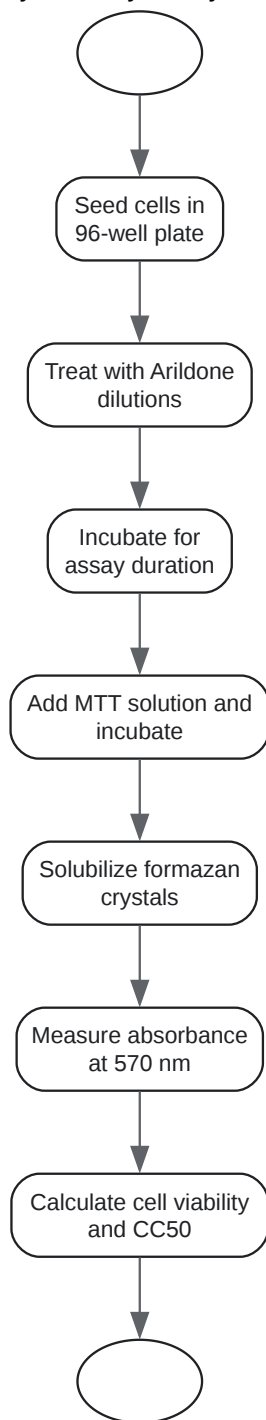 Seed cells in
96-well plate
Treat with Arildone
dilutions
Incubate for
assay duration
Add MTT solution and
incubate
Solubilize formazan
crystals
Measure absorbance
at 570 nm
Calculate cell viability
and CC50